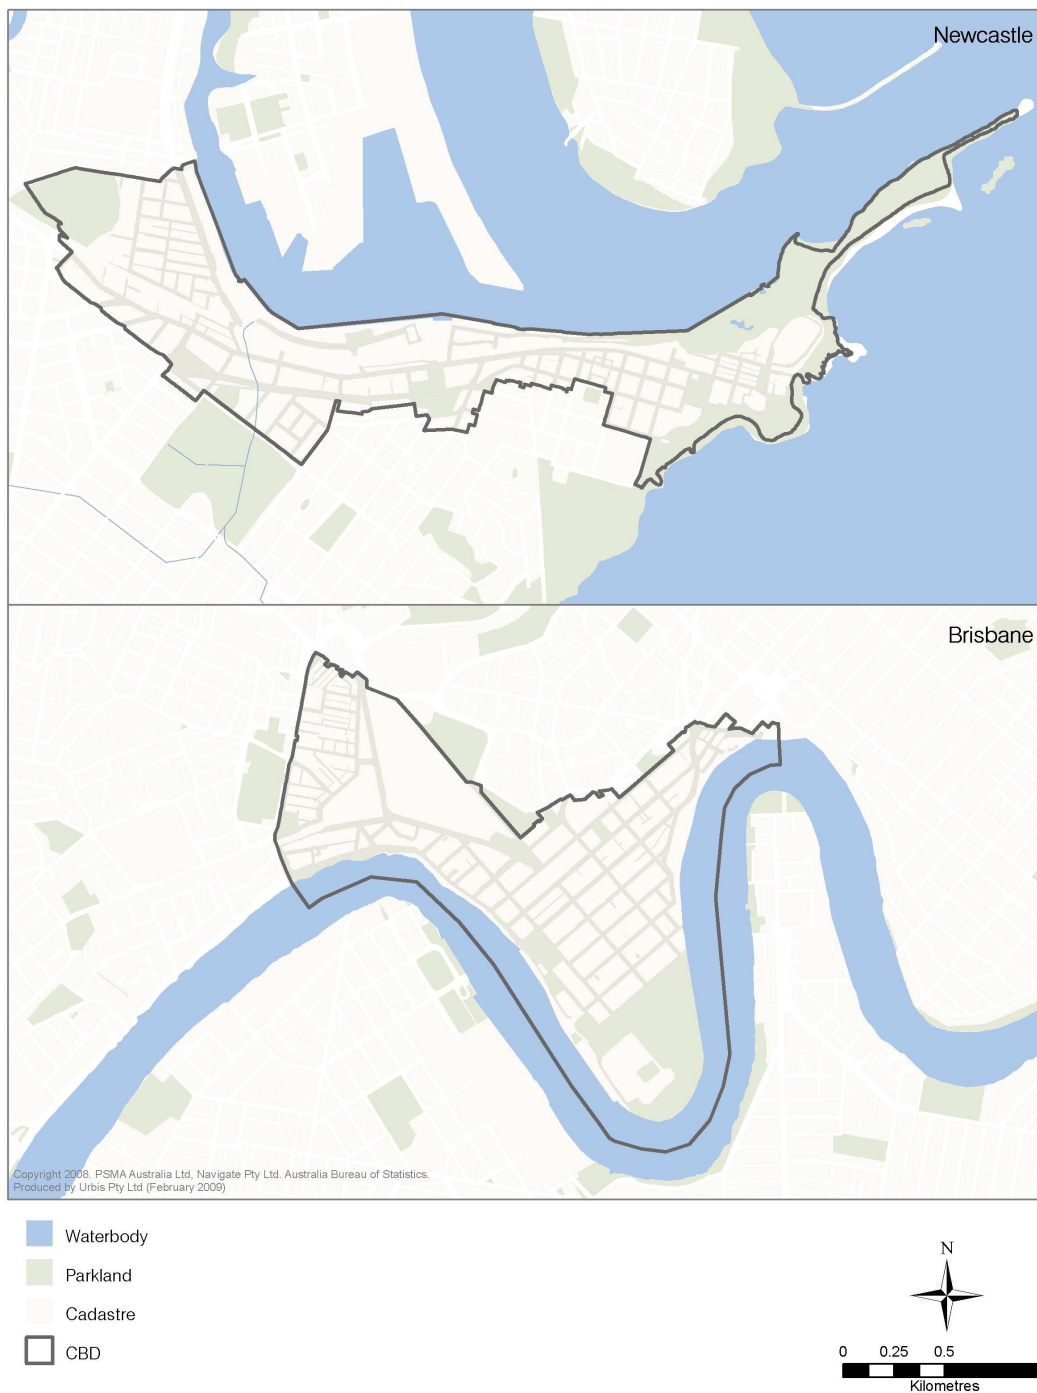 Newcastle
Brisbane
Copyright 2008. PSMA Australia Ltd, Navigate Pty Ltd. Australia Bureau of Statistics.
Produced by Urbis Pty Ltd (February 2009)
Waterbody
Parkland
Cadastre
CBD
N
0 0.25 0.5
Kilometres